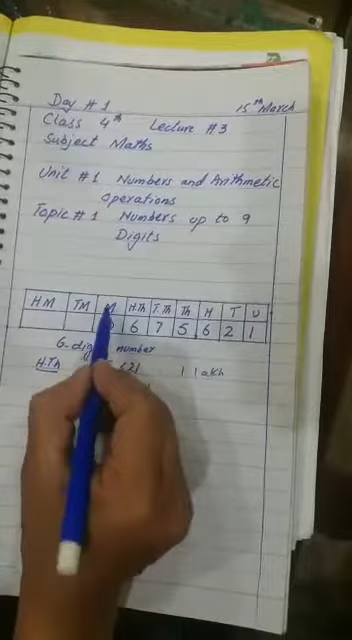 Day # 1 15th March
Class 4th Lecture # 3
Subject Maths
Unit # 1 Numbers and Arithmetic
Operations
Topic # 1 Numbers up to 9
Digits
HM TM M H.Th T.Th Th H T U
6 7 5 6 2 1
6. number
H.Th 621 1 lakh